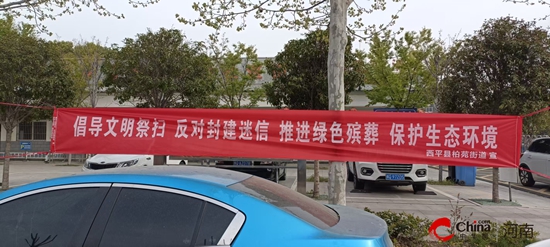 倡导文明祭扫 反对封建迷信 推进绿色殡葬 保护生态环境
西平县柏苑街道 宣
China
河南